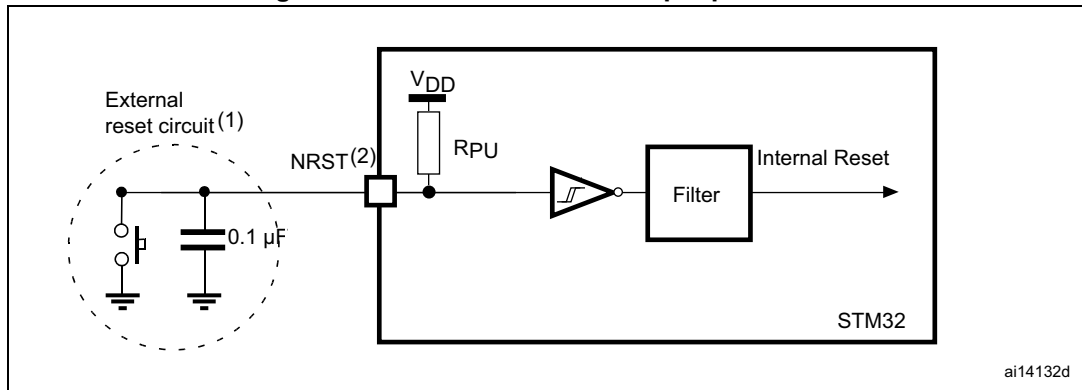 External
reset circuit(1)
VDD
RPU
NRST(2)
Internal Reset
Filter
0.1 µF
STM32
ai14132d